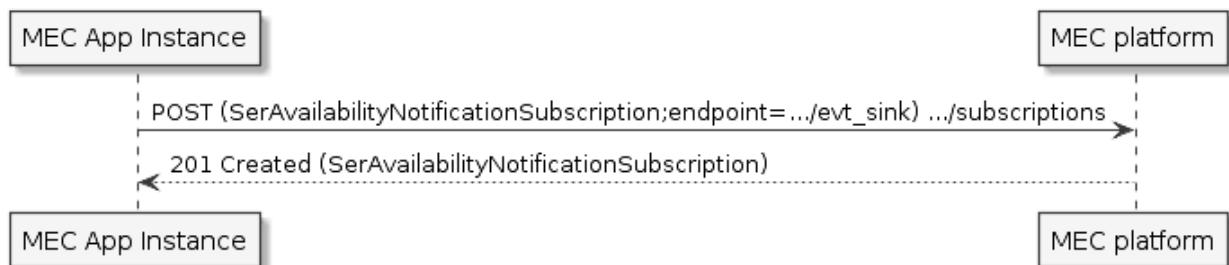 MEC App Instance
MEC platform
POST (SerAvailabilityNotificationSubscription;endpoint=.../evt_sink) .../subscriptions
201 Created (SerAvailabilityNotificationSubscription)
MEC App Instance
MEC platform